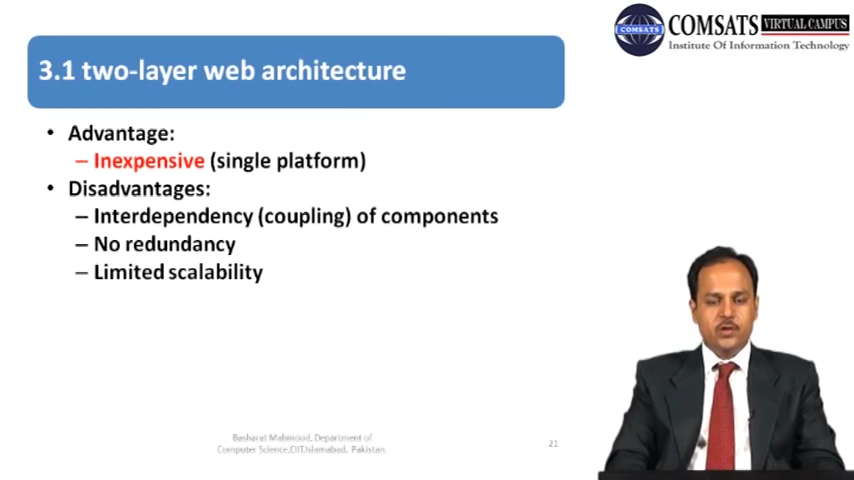 COMSATS VIRTUAL CAMPUS
COMSATS
Institute Of Information Technology
3.1 two-layer web architecture
• Advantage:
– Inexpensive (single platform)
• Disadvantages:
– Interdependency (coupling) of components
– No redundancy
– Limited scalability
Basharat Mahmood, Department of
Computer Science,CIIT,Islamabad, Pakistan.
21